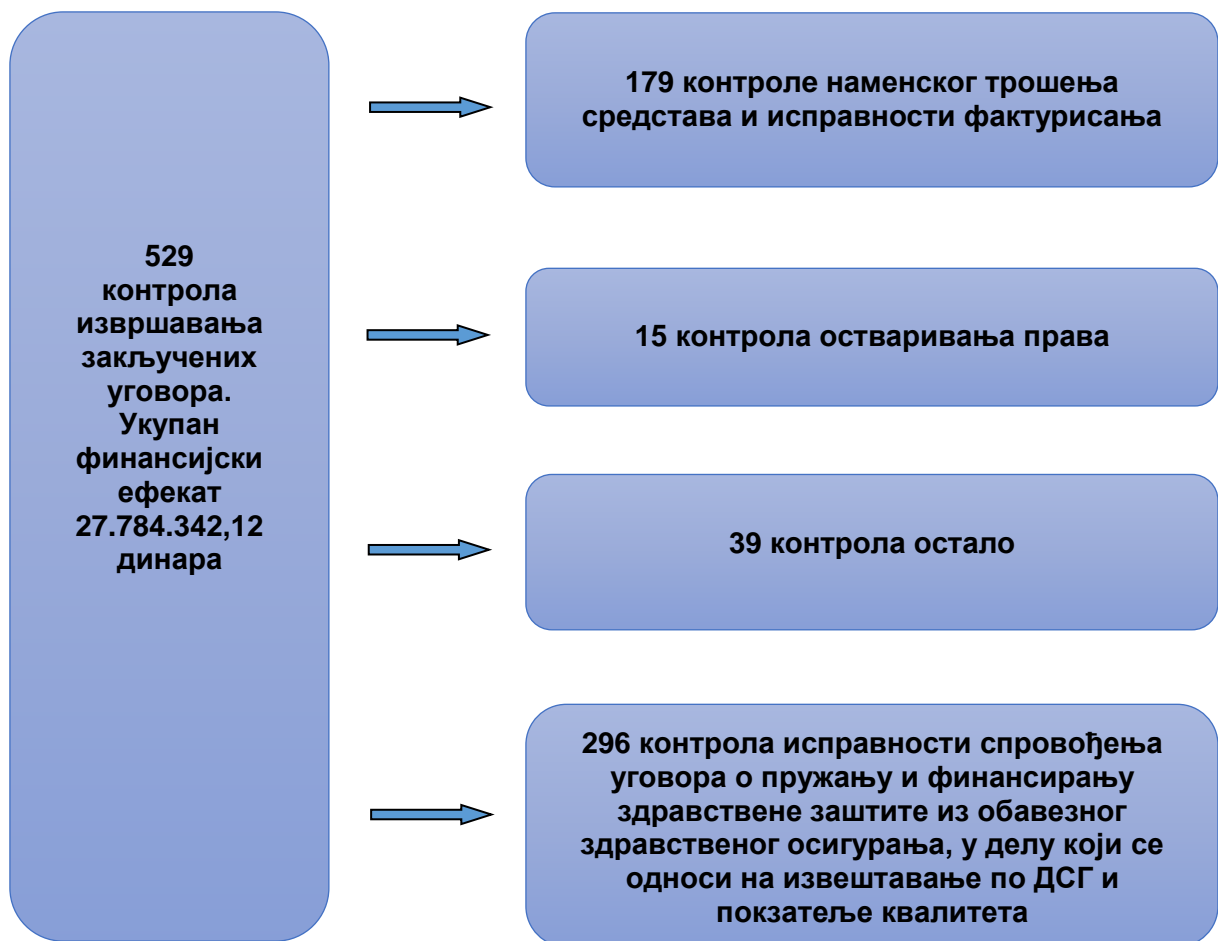 529
контрола
извршавања
закључених
уговора.
Укупан
финансијски
ефекат
27.784.342,12
динара
179 контроле наменског трошења
средстава и исправности фактурисања
15 контрола остваривања права
39 контрола остало
296 контрола исправности спровођења
уговора о пружању и финансирању
здравствене заштите из обавезног
здравственог осигурања, у делу који се
односи на извештавање по ДСГ и
покзатеље квалитета